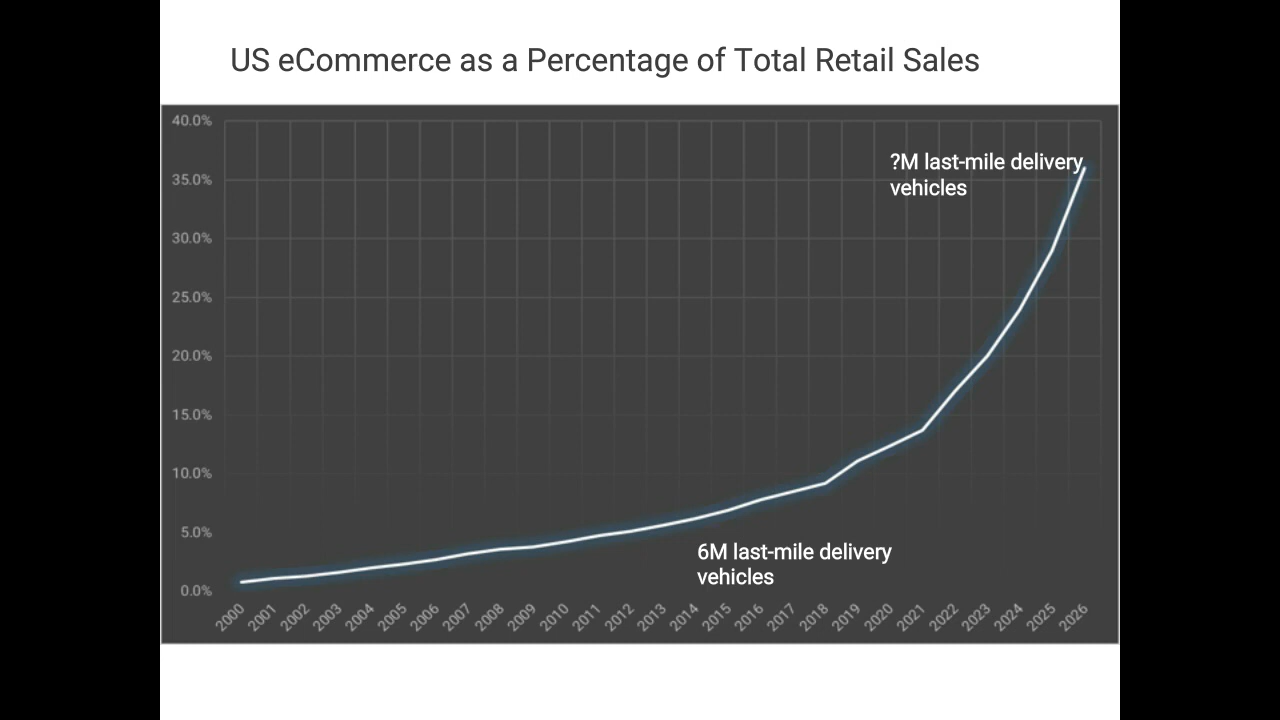 US eCommerce as a Percentage of Total Retail Sales
40.0%
35.0%
30.0%
25.0%
20.0%
15.0%
10.0%
5.0%
0.0%
?M last-mile delivery
vehicles
6M last-mile delivery
vehicles
2000 2001 2002 2003 2004 2005 2006 2007 2008 2009 2010 2011 2012 2013 2014 2015 2016 2017 2018 2019 2020 2021 2022 2023 2024 2025 2026